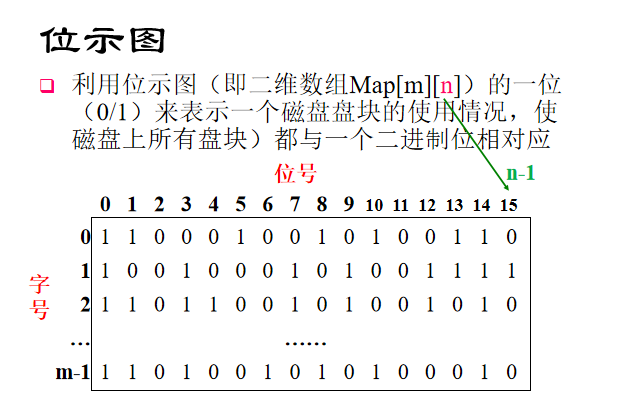 位示图
利用位示图（即二维数组Map[m][n]）的一位
（0/1）来表示一个磁盘盘块的使用情况，使
磁盘上所有盘块）都与一个二进制位相对应
位号
n-1
0 1 2 3 4 5 6 7 8 9 10 11 12 13 14 15
0 1 1 0 0 0 1 0 0 1 0 1 0 0 1 1 0
字号
1 1 0 0 1 0 0 0 1 0 1 0 0 1 1 1 1
2 1 1 0 1 1 0 0 1 0 1 0 0 1 0 1 0
… ……
m-1 1 1 0 1 0 0 1 0 1 0 1 0 0 0 1 0